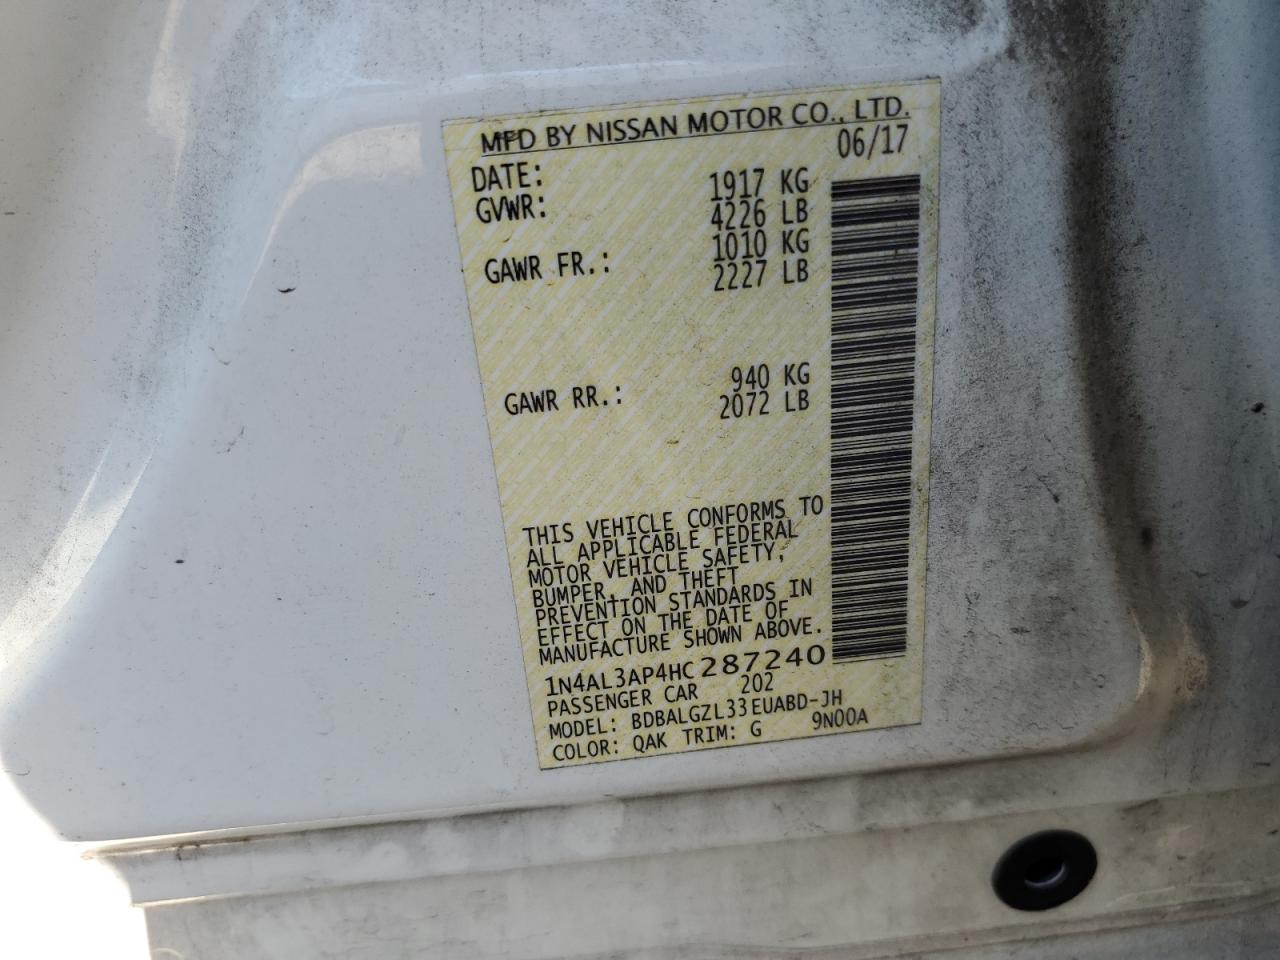 MFD BY NISSAN MOTOR CO., LTD.
DATE: 06/17
GVWR: 1917 KG
4226 LB
GAWR FR.: 1010 KG
2227 LB
GAWR RR.: 940 KG
2072 LB
THIS VEHICLE CONFORMS TO
ALL APPLICABLE FEDERAL
MOTOR VEHICLE SAFETY,
BUMPER, AND THEFT
PREVENTION STANDARDS IN
EFFECT ON THE DATE OF
MANUFACTURE SHOWN ABOVE.
1N4AL3AP4HC287240
PASSENGER CAR 202
MODEL: BDBALGZL33EUABD-JH
COLOR: QAK TRIM: G 9N00A